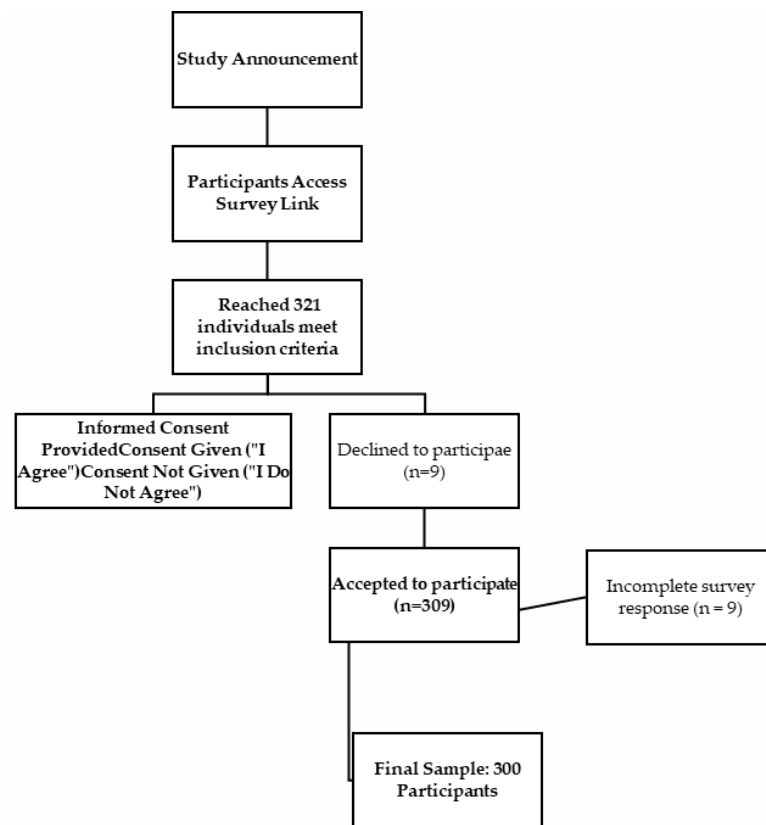 Study Announcement
Participants Access
Survey Link
Reached 321
individuals meet
inclusion criteria
Informed Consent
ProvidedConsent Given ("I
Agree")Consent Not Given ("I Do
Not Agree")
Declined to participae
(n=9)
Accepted to participate
(n=309)
Incomplete survey
response (n = 9)
Final Sample: 300
Participants